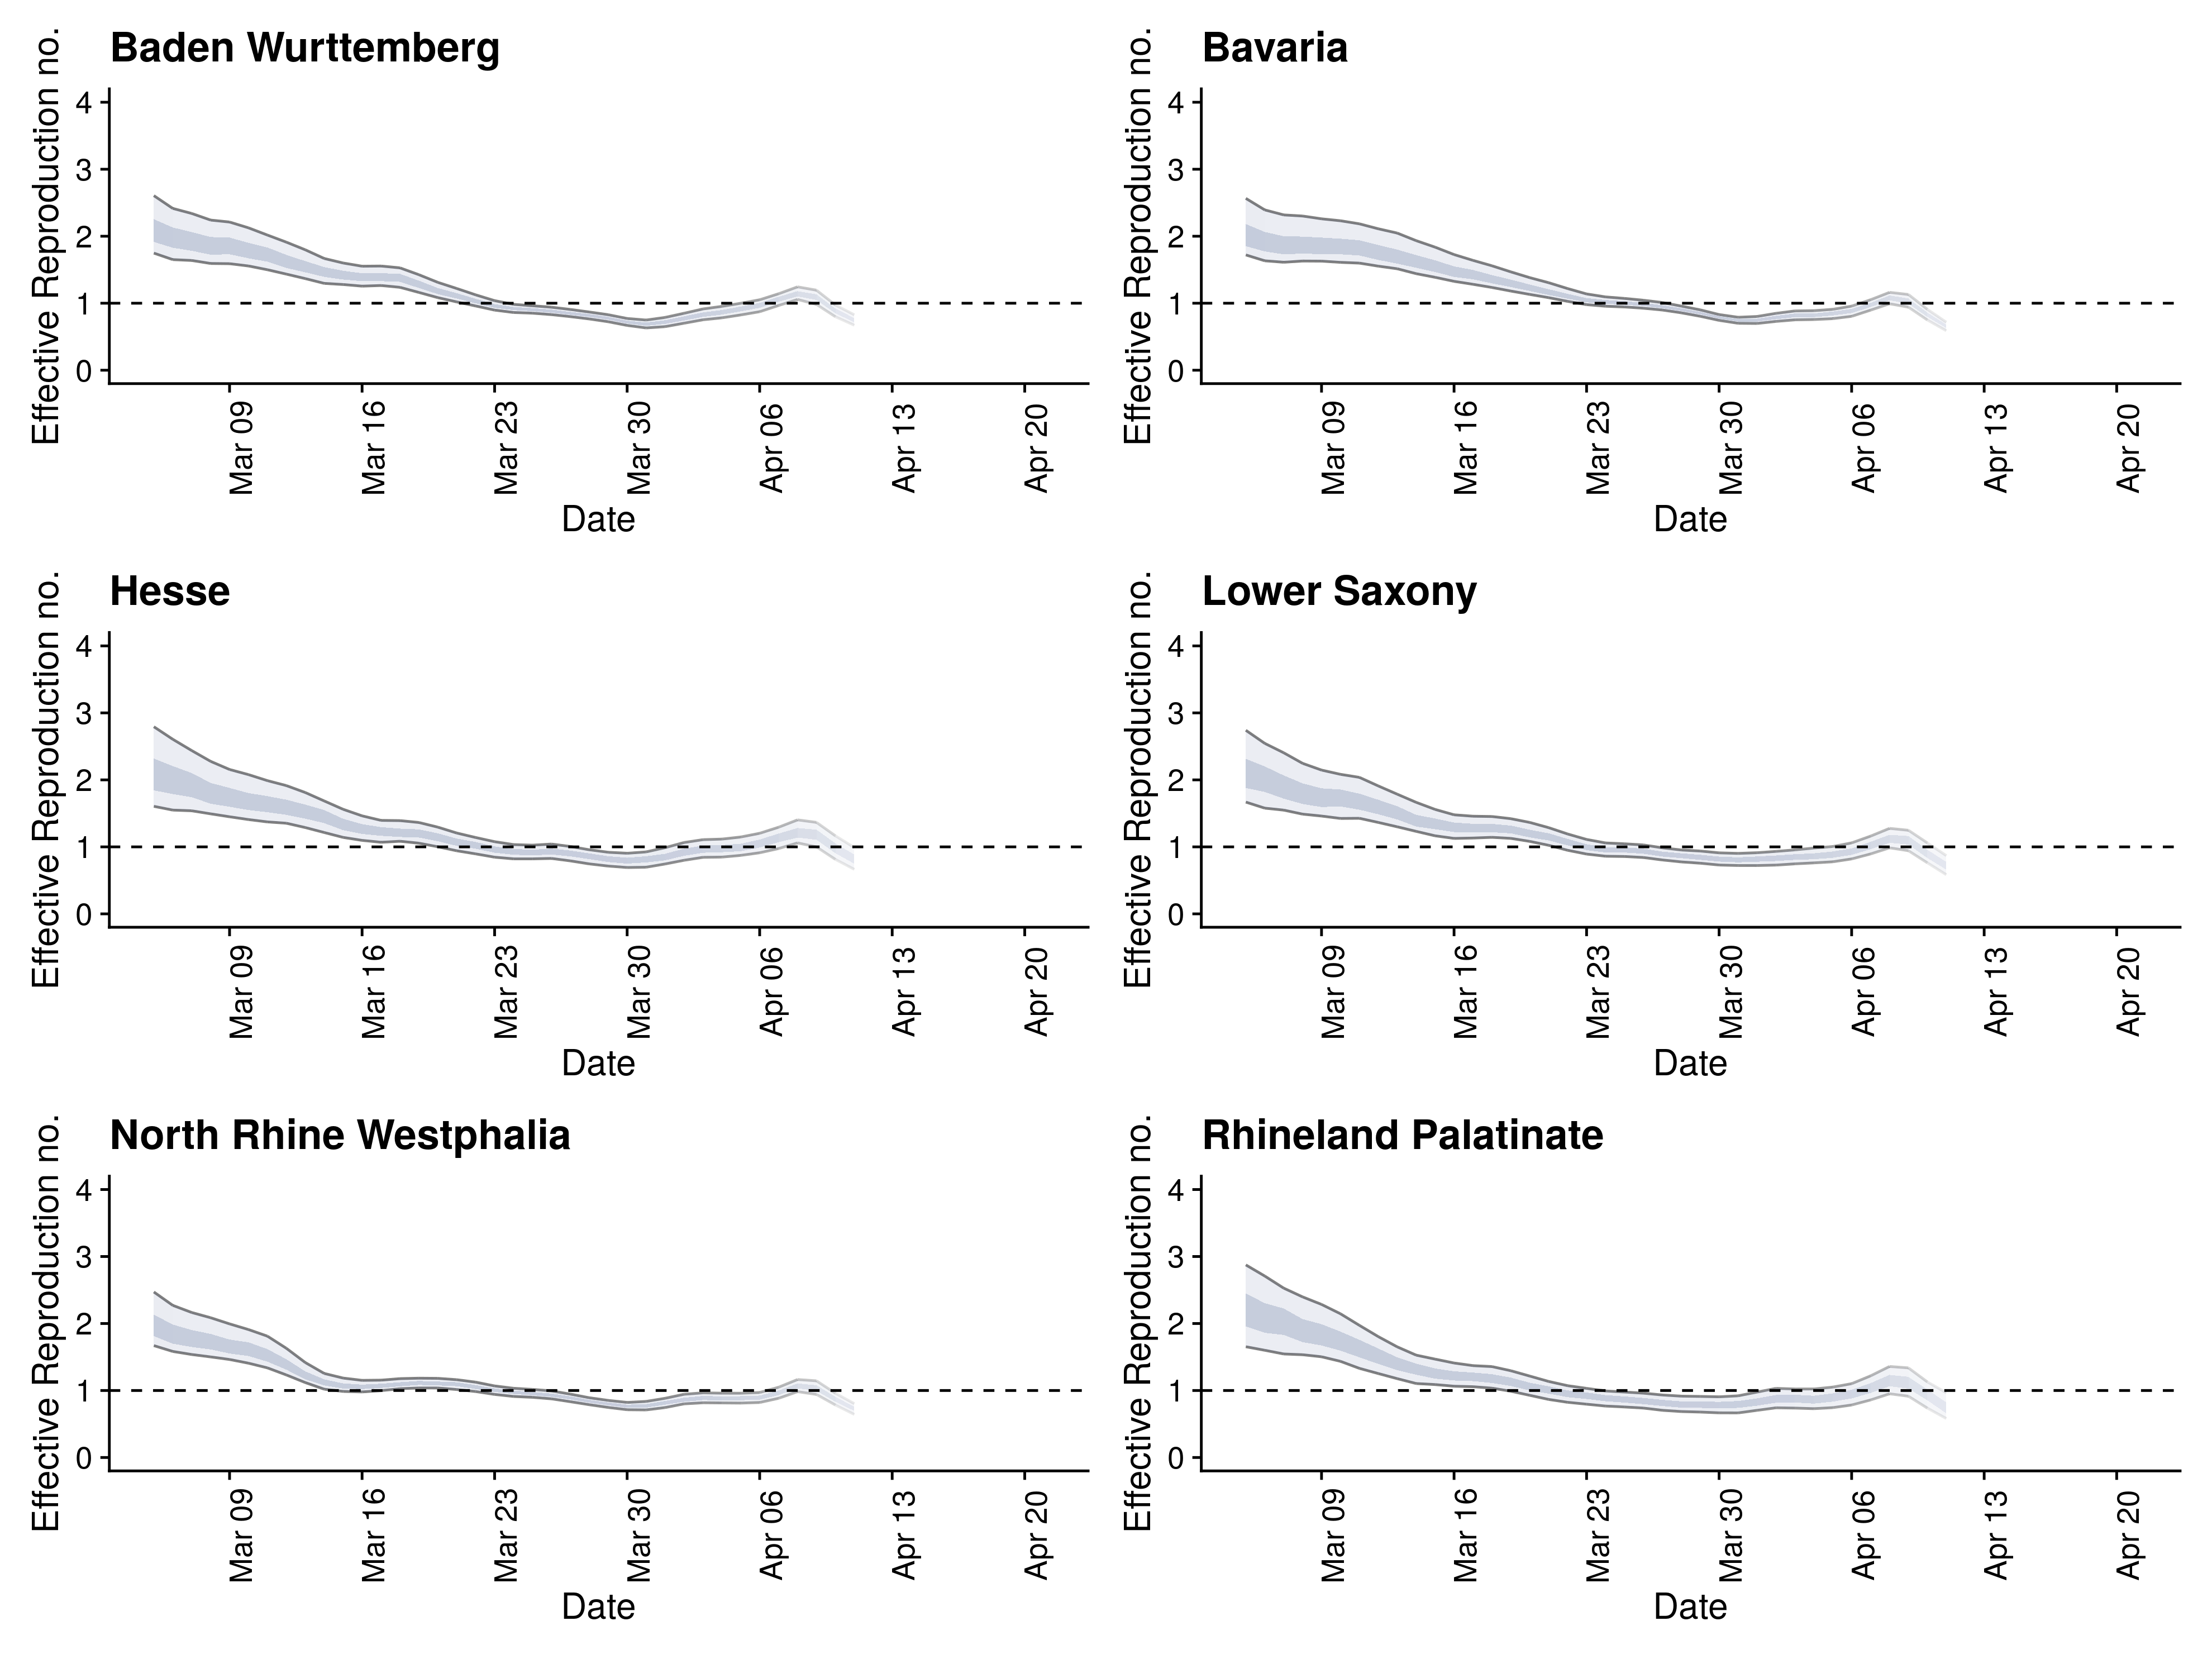 Baden Wurttemberg
Effective Reproduction no.
4
3
2
1
0
Mar 09
Mar 16
Mar 23
Mar 30
Apr 06
Apr 13
Apr 20
Date
Bavaria
Effective Reproduction no.
4
3
2
1
0
Mar 09
Mar 16
Mar 23
Mar 30
Apr 06
Apr 13
Apr 20
Date
Hesse
Effective Reproduction no.
4
3
2
1
0
Mar 09
Mar 16
Mar 23
Mar 30
Apr 06
Apr 13
Apr 20
Date
Lower Saxony
Effective Reproduction no.
4
3
2
1
0
Mar 09
Mar 16
Mar 23
Mar 30
Apr 06
Apr 13
Apr 20
Date
North Rhine Westphalia
Effective Reproduction no.
4
3
2
1
0
Mar 09
Mar 16
Mar 23
Mar 30
Apr 06
Apr 13
Apr 20
Date
Rhineland Palatinate
Effective Reproduction no.
4
3
2
1
0
Mar 09
Mar 16
Mar 23
Mar 30
Apr 06
Apr 13
Apr 20
Date